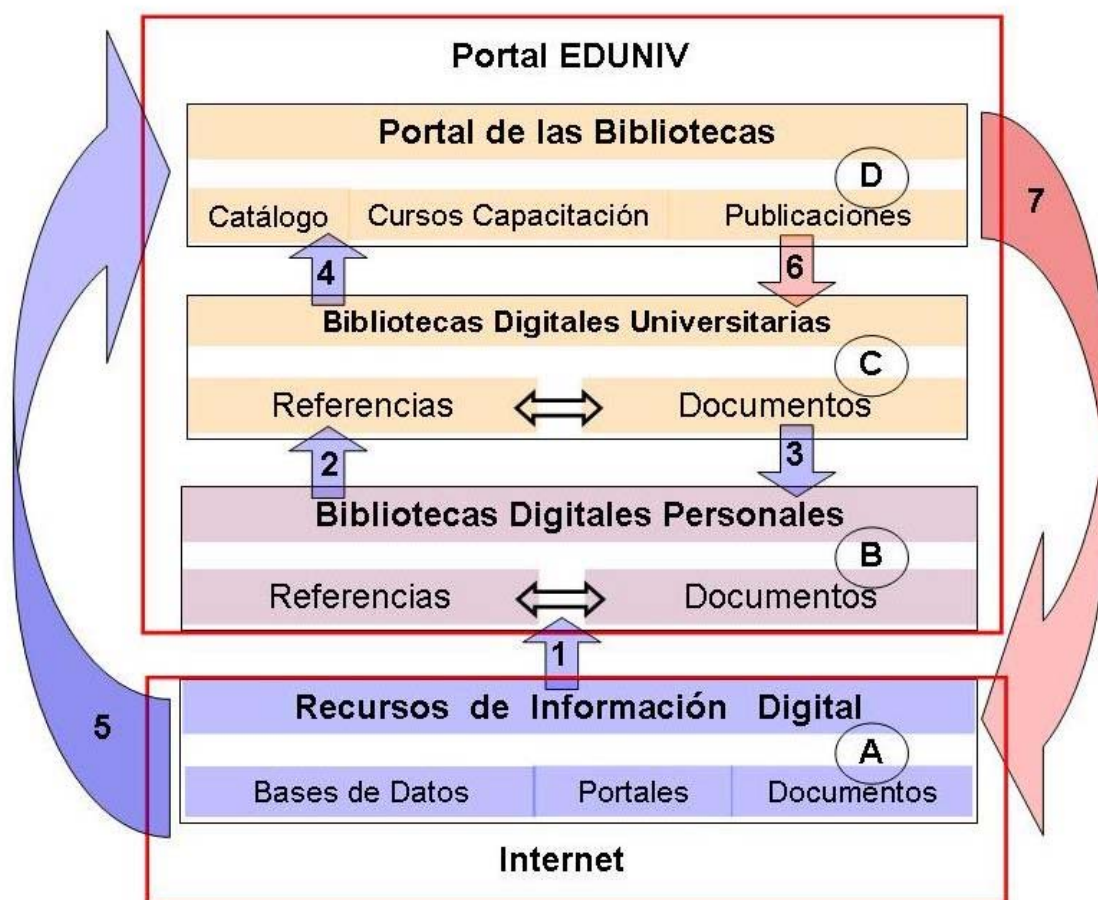 Portal EDUNIV
Portal de las Bibliotecas
D
Catálogo Cursos Capacitación Publicaciones
7
4 6
Bibliotecas Digitales Universitarias
C
Referencias Documentos
2 3
Bibliotecas Digitales Personales
B
Referencias Documentos
1
Recursos de Información Digital
5
A
Bases de Datos Portales Documentos
Internet